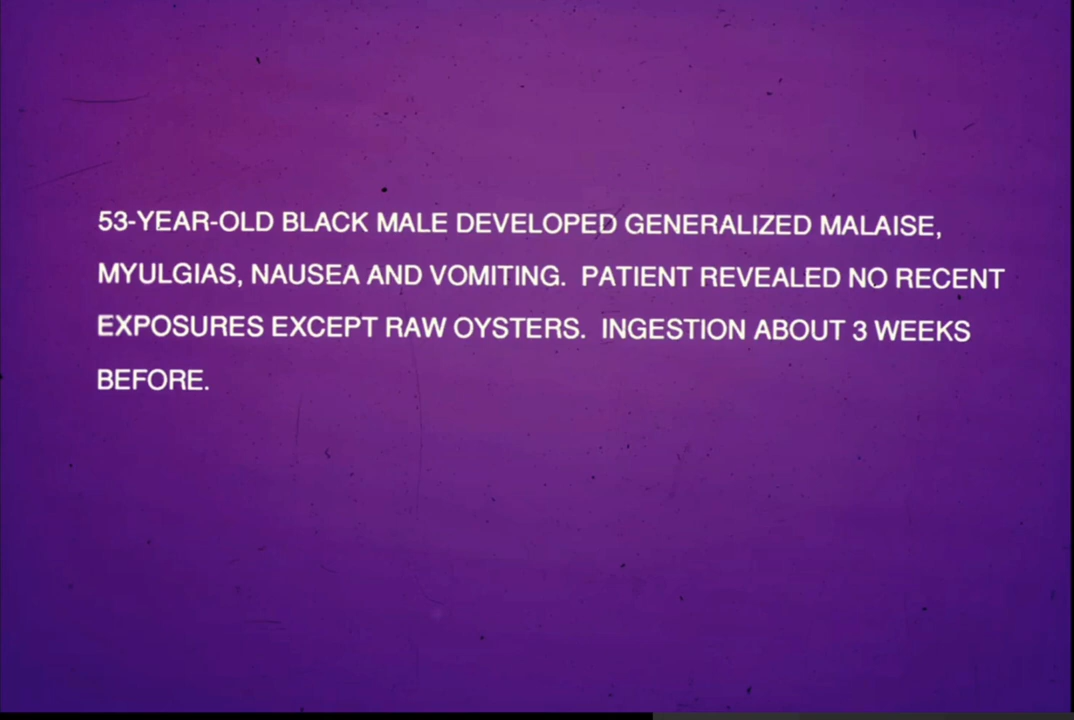 53-YEAR-OLD BLACK MALE DEVELOPED GENERALIZED MALAISE,
MYULGIAS, NAUSEA AND VOMITING. PATIENT REVEALED NO RECENT
EXPOSURES EXCEPT RAW OYSTERS. INGESTION ABOUT 3 WEEKS
BEFORE.